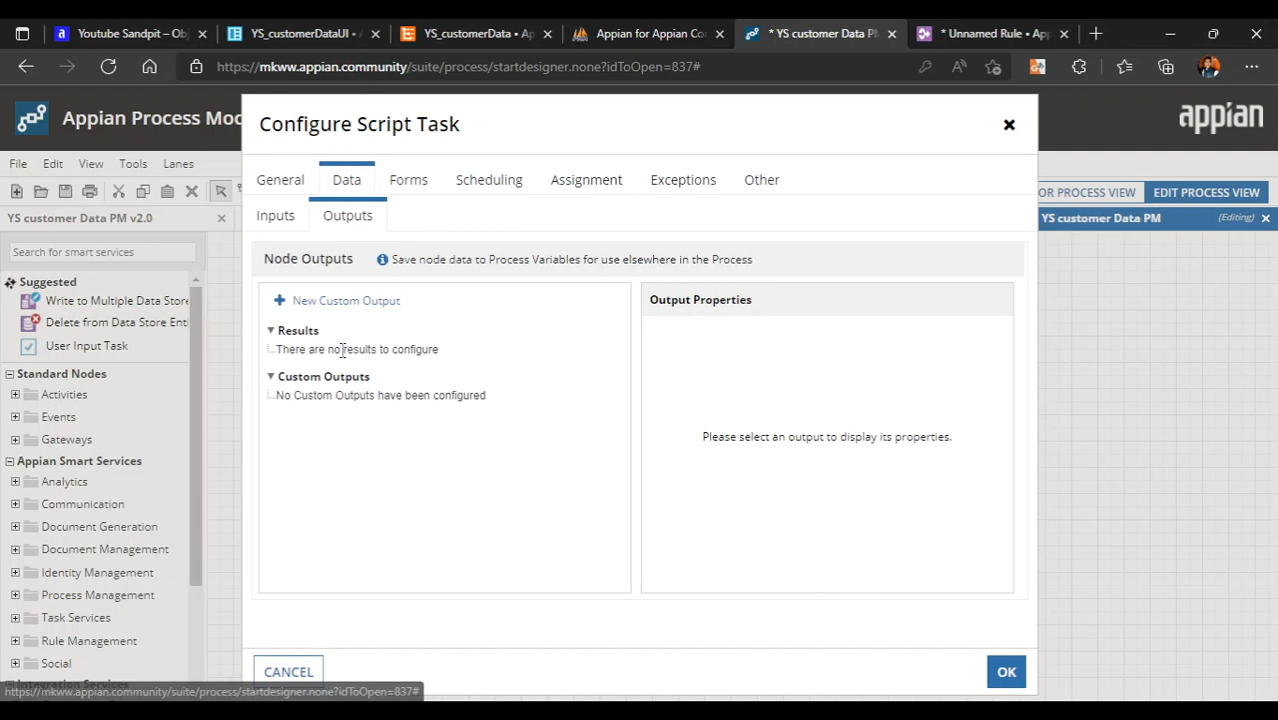 Youtube Sandpit – Obj
YS_customerDataUI • A
YS_customerData • Ap
Appian for Appian Cor
* YS customer Data PM
* Unnamed Rule • App
https://mkww.appian.community/suite/process/startdesigner.none?idToOpen=837#
Appian Process Mod
appian
Configure Script Task
File Edit View Tools Lanes
General Data Forms Scheduling Assignment Exceptions Other
OR PROCESS VIEW EDIT PROCESS VIEW
YS customer Data PM v2.0
Inputs Outputs
YS customer Data PM (Editing)
Search for smart services
Node Outputs Save node data to Process Variables for use elsewhere in the Process
Suggested
Write to Multiple Data Store
Delete from Data Store Enti
User Input Task
New Custom Output
Output Properties
Results
There are no results to configure
Custom Outputs
No Custom Outputs have been configured
Please select an output to display its properties.
Standard Nodes
Activities
Events
Gateways
Appian Smart Services
Analytics
Communication
Document Generation
Document Management
Identity Management
Process Management
Task Services
Rule Management
Social
CANCEL
OK
Integration Services
https://mkww.appian.community/suite/process/startdesigner.none?idToOpen=837#